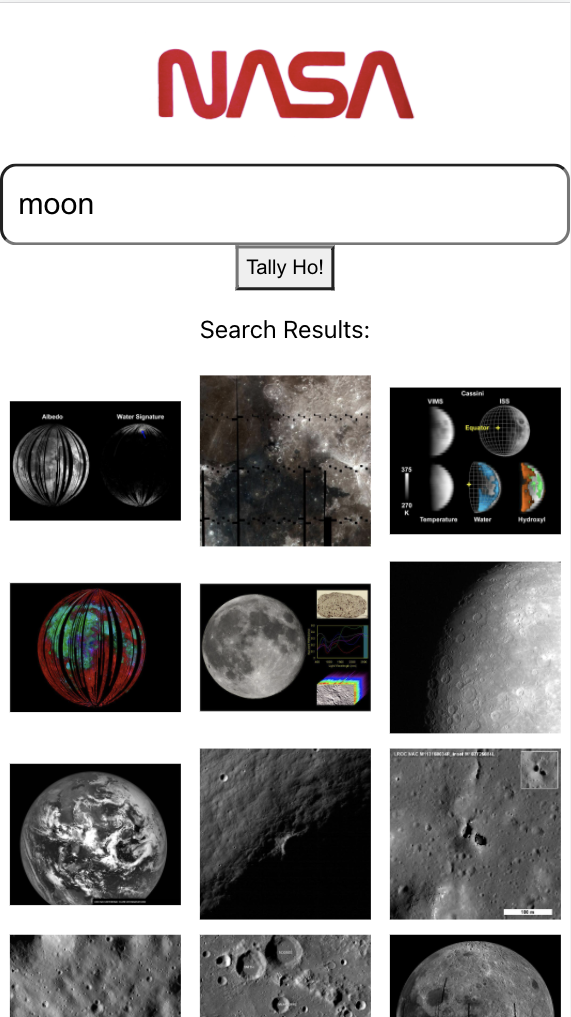 NASA
moon
Tally Ho!
Search Results:
Albedo Water Signature
Cassini
VIMS ISS
Equator
375
270
K
Temperature Water Hydroxyl
100 m